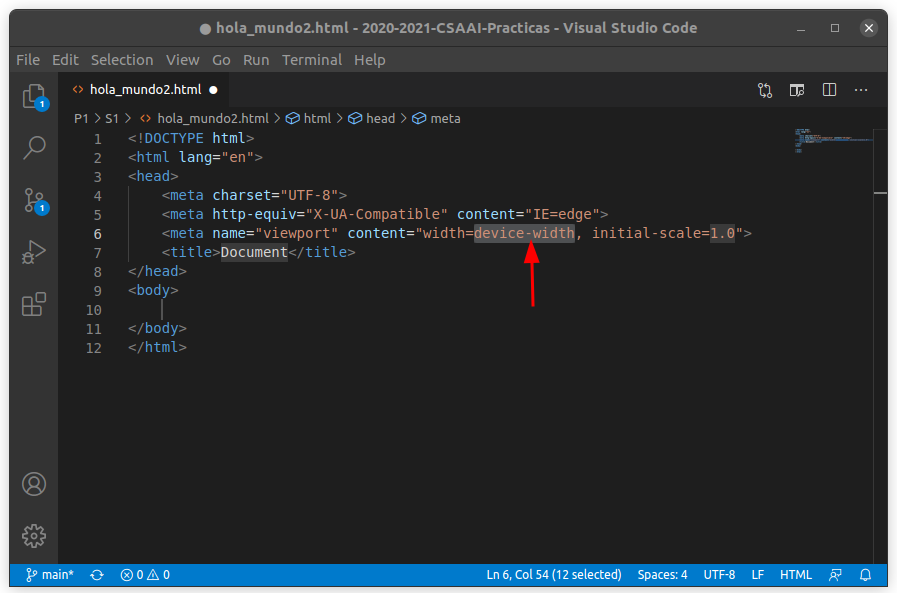 ● hola_mundo2.html - 2020-2021-CSAAI-Practicas - Visual Studio Code
File Edit Selection View Go Run Terminal Help
1
1
<> hola_mundo2.html ●
P1 > S1 > <> hola_mundo2.html > html > head > meta
1 <!DOCTYPE html>
2 <html lang="en">
3 <head>
4     <meta charset="UTF-8">
5     <meta http-equiv="X-UA-Compatible" content="IE=edge">
6     <meta name="viewport" content="width=device-width, initial-scale=1.0">
7     <title>Document</title>
8 </head>
9 <body>
10
11 </body>
12 </html>
main* 0 0 Ln 6, Col 54 (12 selected) Spaces: 4 UTF-8 LF HTML